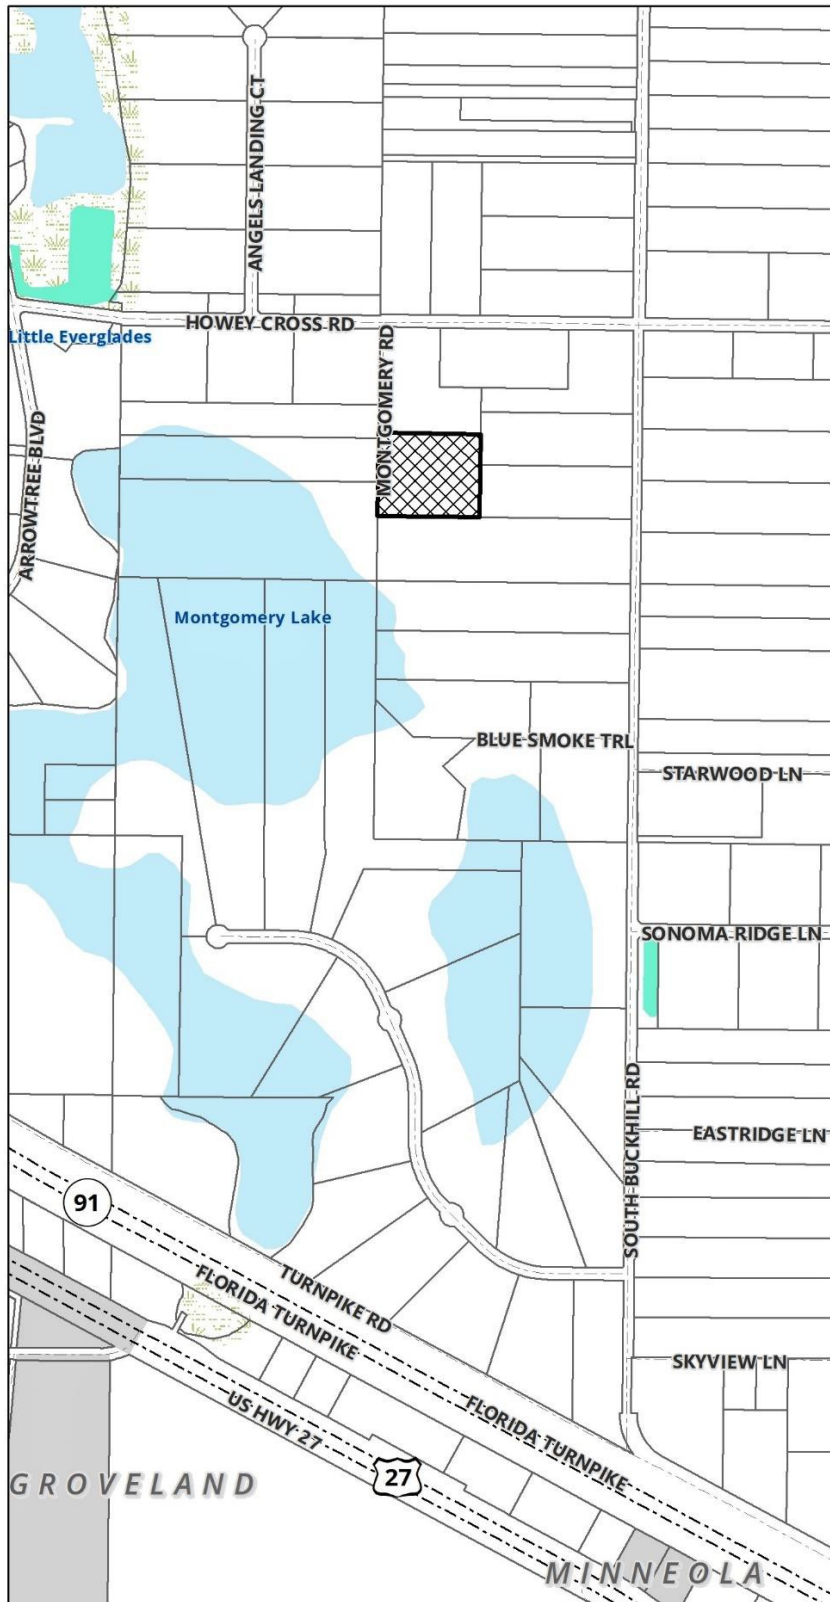 ANGELS LANDING CT
HOWEY CROSS RD
Little Everglades
MONTGOMERY RD
ARROWTREE BLVD
Montgomery Lake
BLUE SMOKE TRL
STARWOOD LN
SONOMA RIDGE LN
SOUTH BUCKHILL RD
EASTRIDGE LN
91
TURNPIKE RD
FLORIDA TURNPIKE
SKYVIEW LN
US HWY 27
FLORIDA TURNPIKE
27
GROVELAND
MINNEOLA